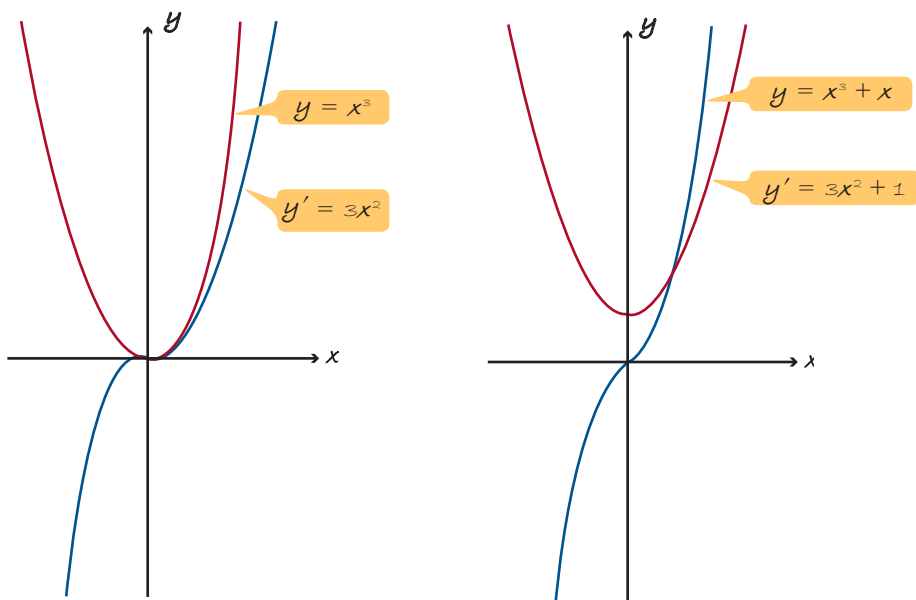 y
y = x³
y′ = 3x²
x
y
y = x³ + x
y′ = 3x² + 1
x